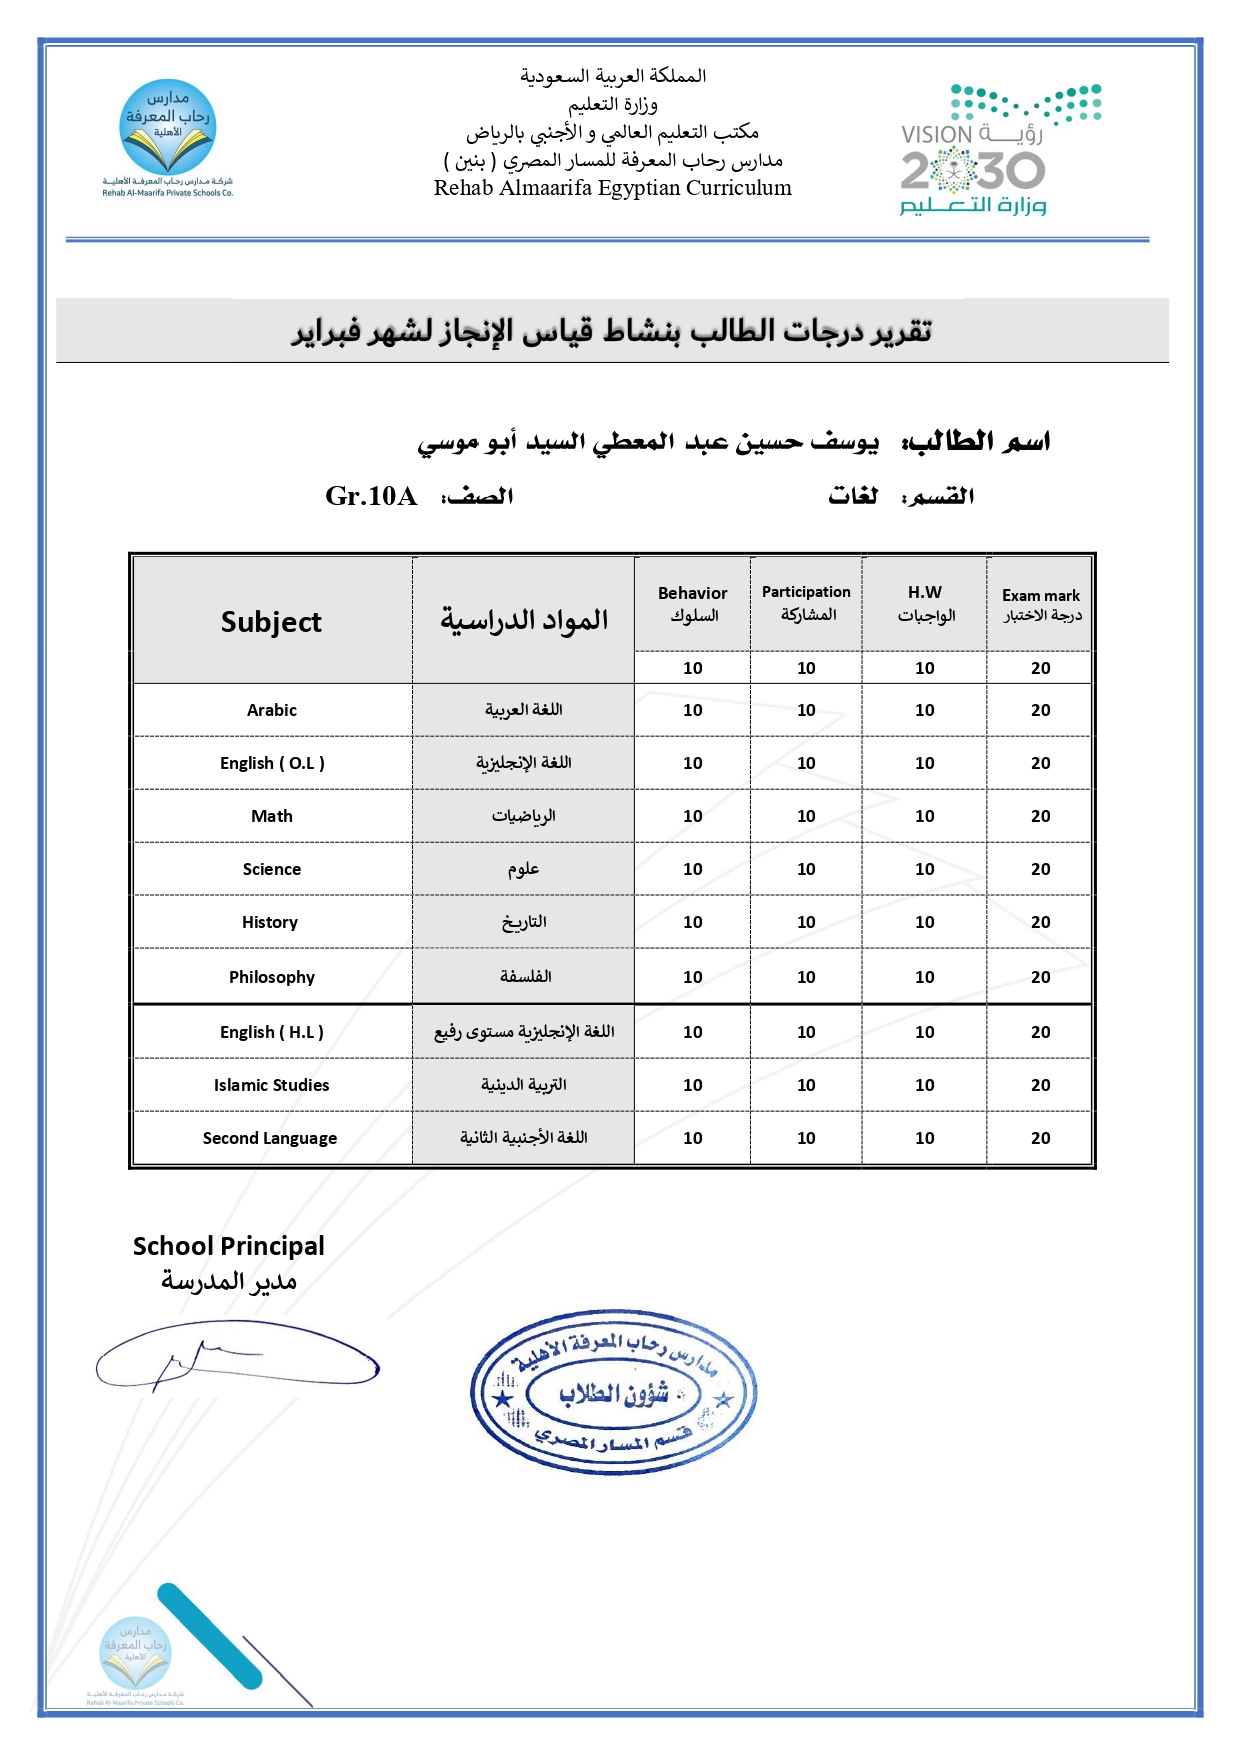 مدارس
رحاب المعرفة
الأهلية
شركة مدارس رحاب المعرفة الأهلية
Rehab Al-Maarifa Private Schools Co.
المملكة العربية السعودية
وزارة التعليم
مكتب التعليم العالمي و الأجنبي بالرياض
مدارس رحاب المعرفة للمسار المصري ( بنين )
Rehab Almaarifa Egyptian Curriculum
VISION رؤيـــة
2030
وزارة التعـــليم
تقرير درجات الطالب بنشاط قياس الإنجاز لشهر فبراير
اسم الطالب: يوسف حسين عبد المعطي السيد أبو موسي
القسم: لغات الصف: Gr.10A
Subject المواد الدراسية Behavior السلوك Participation المشاركة H.W الواجبات Exam mark درجة الاختبار
10 10 10 20
Arabic اللغة العربية 10 10 10 20
English ( O.L ) اللغة الإنجليزية 10 10 10 20
Math الرياضيات 10 10 10 20
Science علوم 10 10 10 20
History التاريخ 10 10 10 20
Philosophy الفلسفة 10 10 10 20
English ( H.L ) اللغة الإنجليزية مستوى رفيع 10 10 10 20
Islamic Studies التربية الدينية 10 10 10 20
Second Language اللغة الأجنبية الثانية 10 10 10 20
School Principal
مدير المدرسة
مدارس رحاب المعرفة الأهلية
شؤون الطلاب
قسم المسار المصري
مدارس
رحاب المعرفة
الأهلية
شركة مدارس رحاب المعرفة الأهلية
Rehab Al-Maarifa Private Schools Co.